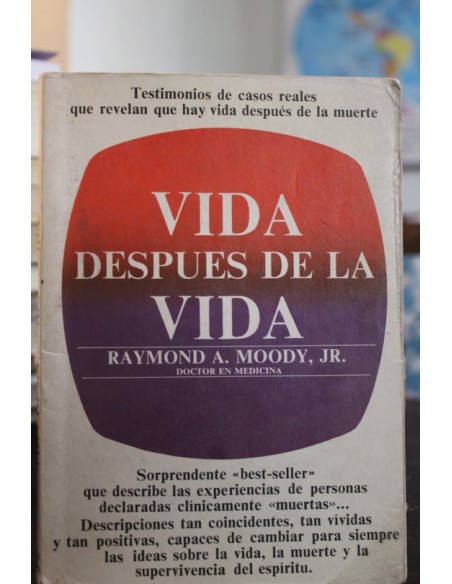 Testimonios de casos reales
que revelan que hay vida después de la muerte
VIDA
DESPUES DE LA
VIDA
RAYMOND A. MOODY, JR.
DOCTOR EN MEDICINA
Sorprendente «best-seller»
que describe las experiencias de personas
declaradas clínicamente «muertas»...
Descripciones tan coincidentes, tan vívidas
y tan positivas, capaces de cambiar para siempre
las ideas sobre la vida, la muerte y la
supervivencia del espíritu.